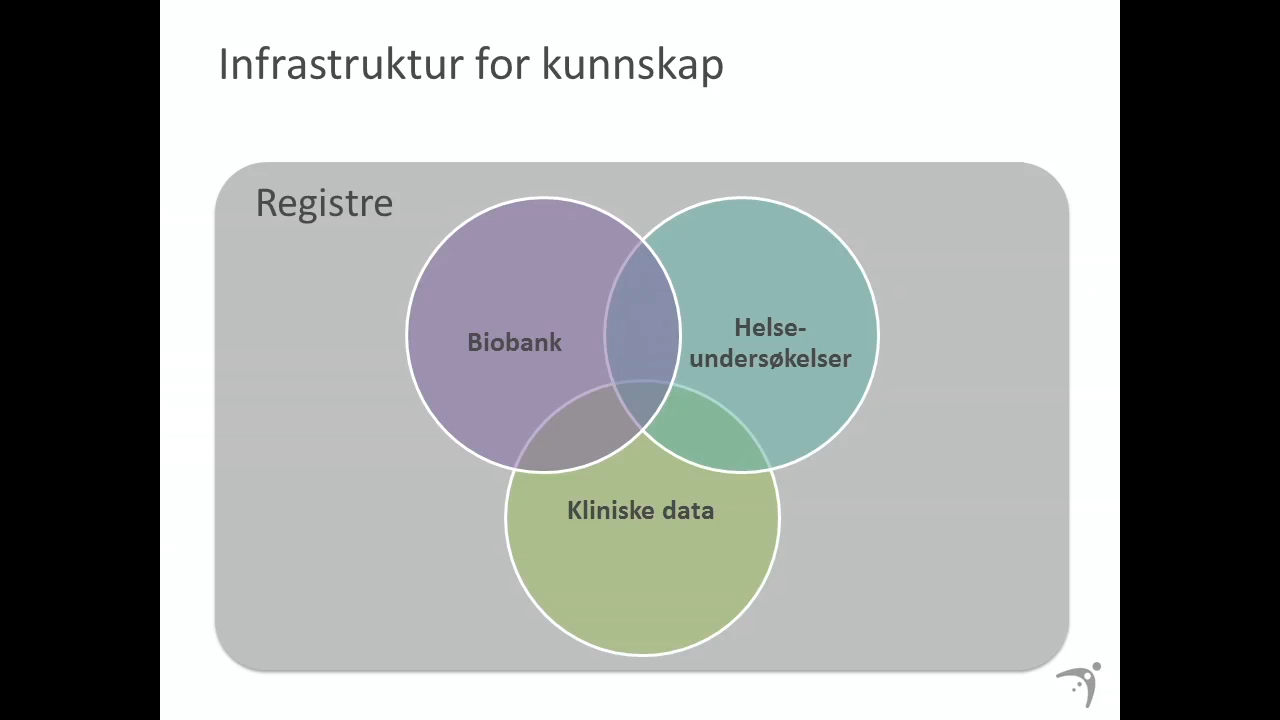 Infrastruktur for kunnskap
Registre
Biobank
Helse-
undersøkelser
Kliniske data